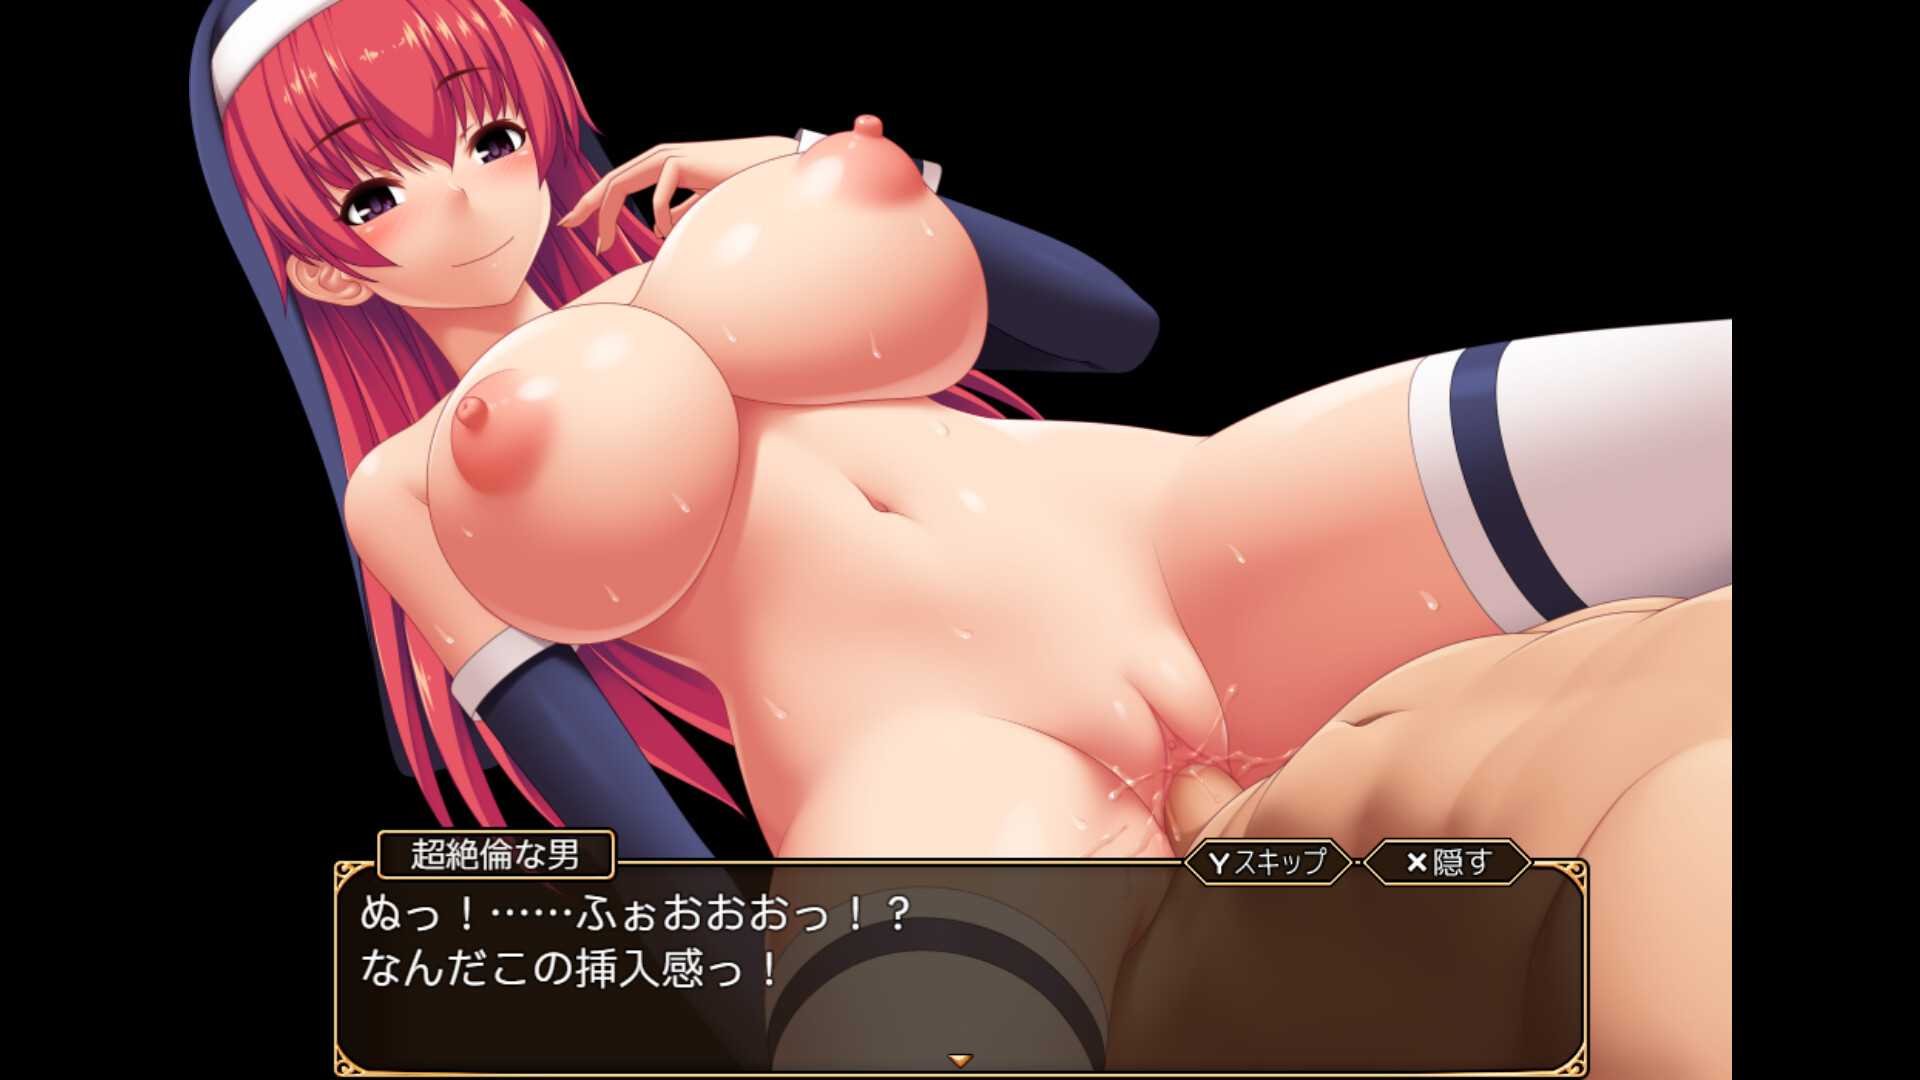 超絶倫な男
Yスキップ
×隠す
ぬっ！……ふぉおおおっ！？
なんだこの挿入感っ！